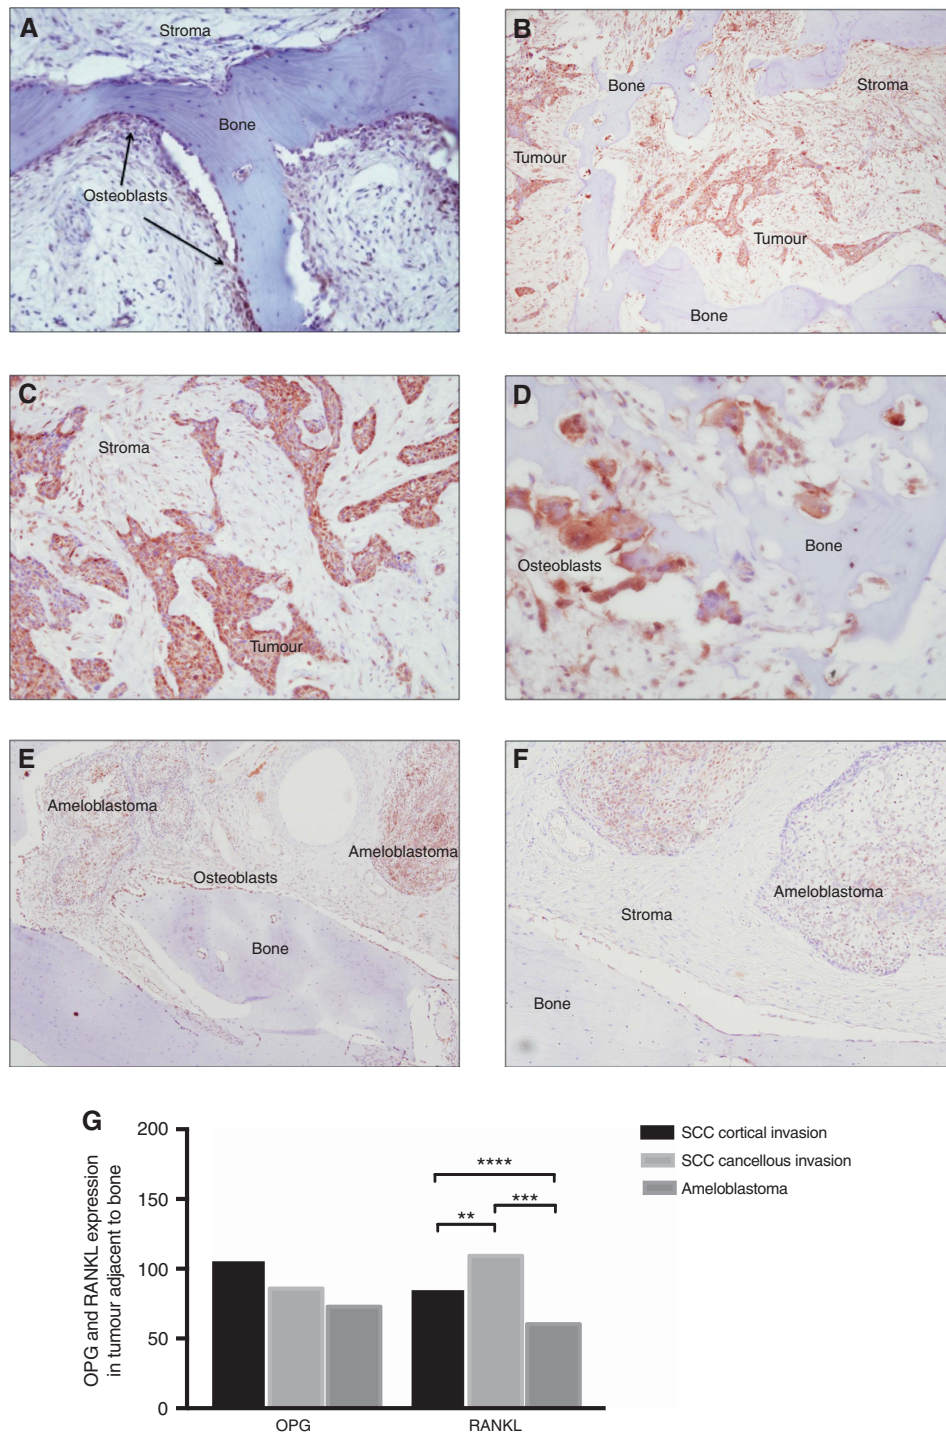 A
Stroma
Bone
Osteoblasts
B
Bone
Stroma
Tumour
Tumour
Bone
C
Stroma
Tumour
D
Bone
Osteoblasts
E
Ameloblastoma
Ameloblastoma
Osteoblasts
Bone
F
Ameloblastoma
Stroma
Bone
G
OPG and RANKL expression
in tumour adjacent to bone
200
150
100
50
0
****
***
**
OPG
RANKL
SCC cortical invasion
SCC cancellous invasion
Ameloblastoma